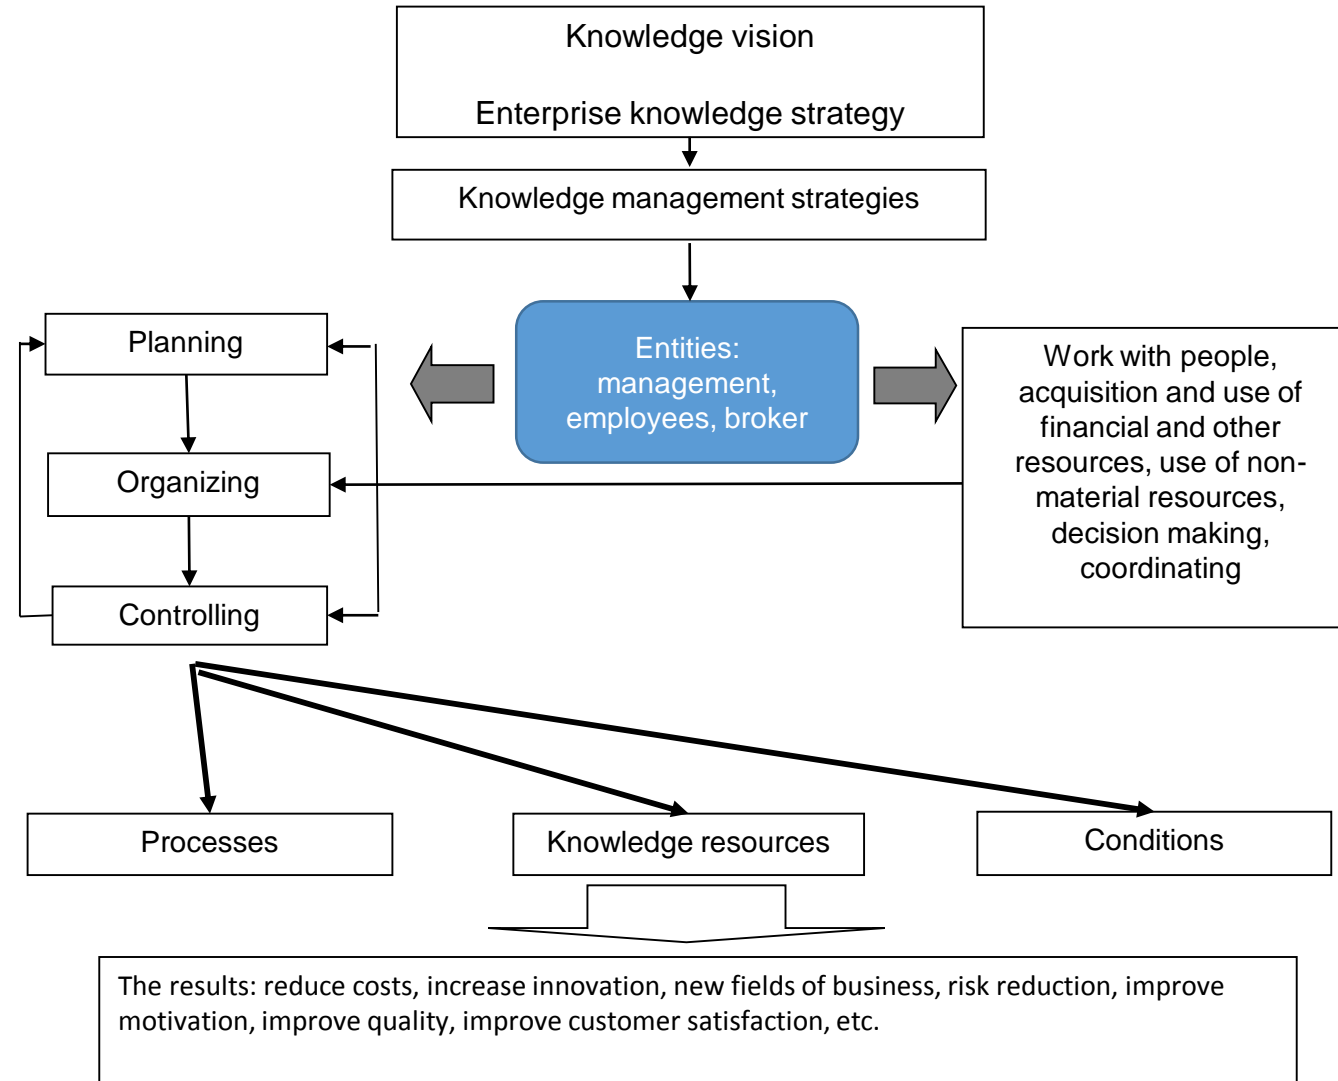 Knowledge vision
Enterprise knowledge strategy
Knowledge management strategies
Planning
Entities:
management,
employees, broker
Work with people,
acquisition and use of
financial and other
resources, use of non-
material resources,
decision making,
coordinating
Organizing
Controlling
Processes
Knowledge resources
Conditions
The results: reduce costs, increase innovation, new fields of business, risk reduction, improve
motivation, improve quality, improve customer satisfaction, etc.